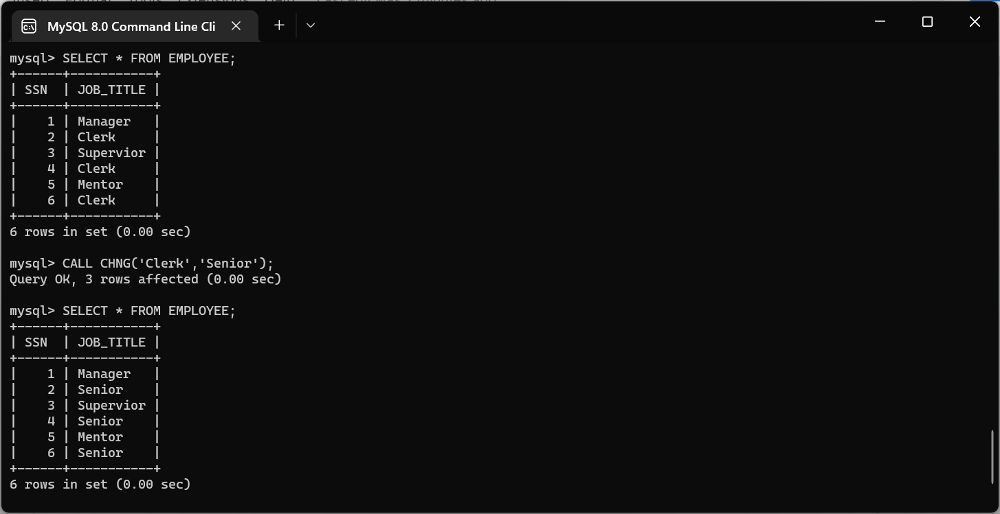 MySQL 8.0 Command Line Cli
mysql> SELECT * FROM EMPLOYEE;
+------+-----------+
| SSN  | JOB_TITLE |
+------+-----------+
|    1 | Manager   |
|    2 | Clerk     |
|    3 | Supervior |
|    4 | Clerk     |
|    5 | Mentor    |
|    6 | Clerk     |
+------+-----------+
6 rows in set (0.00 sec)
mysql> CALL CHNG('Clerk','Senior');
Query OK, 3 rows affected (0.00 sec)
mysql> SELECT * FROM EMPLOYEE;
+------+-----------+
| SSN  | JOB_TITLE |
+------+-----------+
|    1 | Manager   |
|    2 | Senior    |
|    3 | Supervior |
|    4 | Senior    |
|    5 | Mentor    |
|    6 | Senior    |
+------+-----------+
6 rows in set (0.00 sec)